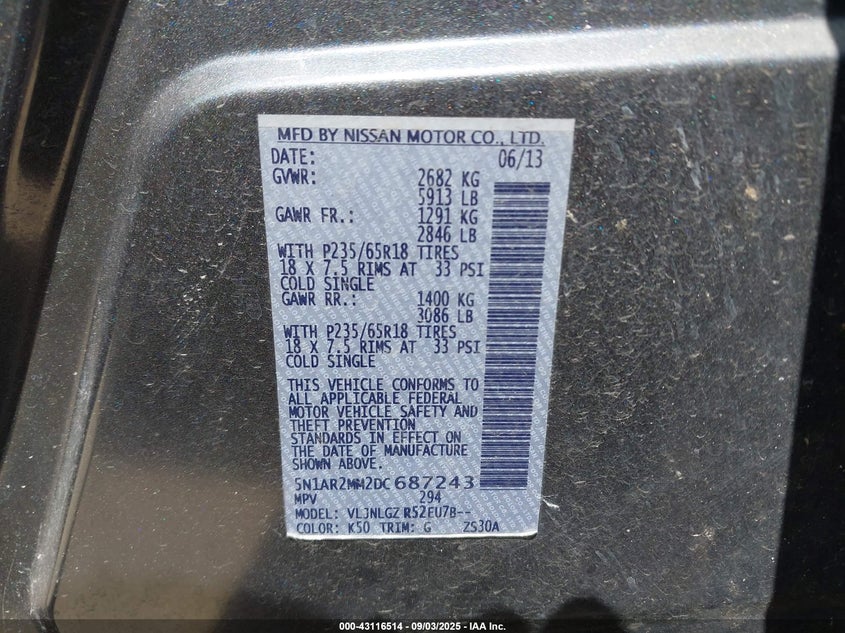 MFD BY NISSAN MOTOR CO., LTD.
DATE: 06/13
GVWR: 2682 KG
5913 LB
GAWR FR.: 1291 KG
2846 LB
WITH P235/65R18 TIRES
18 X 7.5 RIMS AT 33 PSI
COLD SINGLE
GAWR RR.: 1400 KG
3086 LB
WITH P235/65R18 TIRES
18 X 7.5 RIMS AT 33 PSI
COLD SINGLE
THIS VEHICLE CONFORMS TO
ALL APPLICABLE FEDERAL
MOTOR VEHICLE SAFETY AND
THEFT PREVENTION
STANDARDS IN EFFECT ON
THE DATE OF MANUFACTURE
SHOWN ABOVE.
5N1AR2MM2DC687243
MPV 294
MODEL: VLJNLGZ R52EU7B--
COLOR: K50 TRIM: G ZS30A
000-43116514 - 09/03/2025 - IAA Inc.